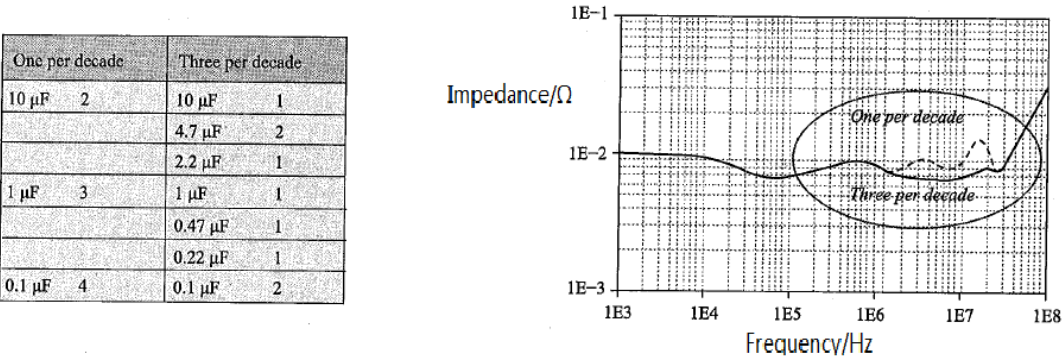 One per decade Three per decade
10 µF 2 10 µF 1
4.7 µF 2
2.2 µF 1
1 µF 3 1 µF 1
0.47 µF 1
0.22 µF 1
0.1 µF 4 0.1 µF 2
1E-1
Impedance/Ω
One per decade
1E-2
Three per decade
1E-3
1E3 1E4 1E5 1E6 1E7 1E8
Frequency/Hz